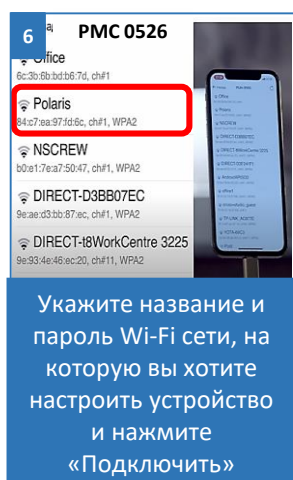 6
PMC 0526
Office
6c:3b:6b:bd:b6:7d, ch#1
Polaris
84:c7:ea:97:fd:6c, ch#1, WPA2
NSCREW
b0:e1:7e:a7:50:47, ch#1, WPA2
DIRECT-D3BB07EC
9e:ae:d3:bb:87:ec, ch#1, WPA2
DIRECT-t8WorkCentre 3225
9e:93:4e:46:ec:20, ch#11, WPA2
Укажите название и
пароль Wi-Fi сети, на
которую вы хотите
настроить устройство
и нажмите
«Подключить»